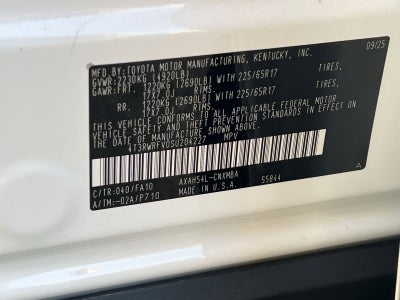 MFD.BY:TOYOTA MOTOR MANUFACTURING, KENTUCKY, INC. 09/25
GVWR:2230KG (4920LB)
GAWR:FRT. 1220KG (2690LB) WITH 225/65R17 TIRES,
17X7.0J RIMS
RR. 1220KG (2690LB) WITH 225/65R17 TIRES,
17X7.0J RIMS
THIS VEHICLE CONFORMS TO ALL APPLICABLE FEDERAL MOTOR
VEHICLE SAFETY AND THEFT PREVENTION STANDARDS IN EFFECT ON
THE DATE OF MANUFACTURE SHOWN ABOVE.
4T3RWRFV0SU204227 MPV
C/TR:040/FA10 AXAH54L-CNXMBA 55844
A/TM:-02A/P710 MADE IN U.S.A. A